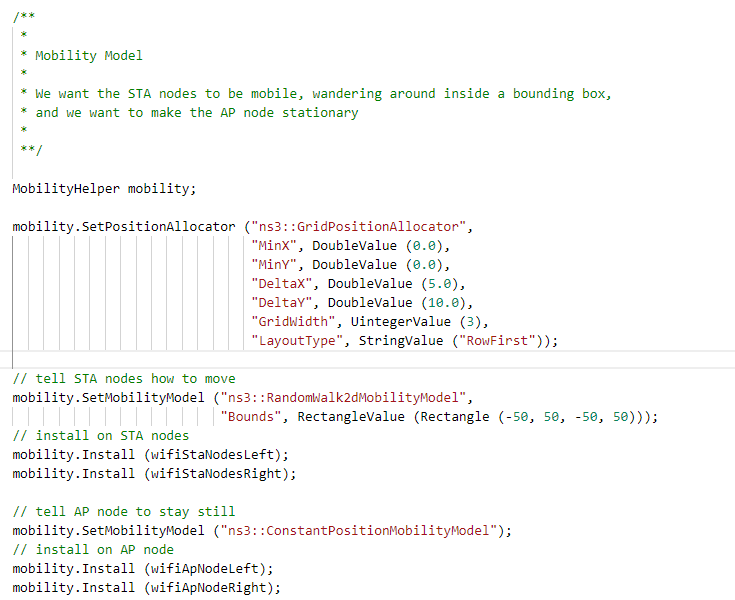 /**
*
* Mobility Model
*
* We want the STA nodes to be mobile, wandering around inside a bounding box,
* and we want to make the AP node stationary
*
**/
MobilityHelper mobility;
mobility.SetPositionAllocator ("ns3::GridPositionAllocator",
"MinX", DoubleValue (0.0),
"MinY", DoubleValue (0.0),
"DeltaX", DoubleValue (5.0),
"DeltaY", DoubleValue (10.0),
"GridWidth", UintegerValue (3),
"LayoutType", StringValue ("RowFirst"));
// tell STA nodes how to move
mobility.SetMobilityModel ("ns3::RandomWalk2dMobilityModel",
"Bounds", RectangleValue (Rectangle (-50, 50, -50, 50)));
// install on STA nodes
mobility.Install (wifiStaNodesLeft);
mobility.Install (wifiStaNodesRight);
// tell AP node to stay still
mobility.SetMobilityModel ("ns3::ConstantPositionMobilityModel");
// install on AP node
mobility.Install (wifiApNodeLeft);
mobility.Install (wifiApNodeRight);